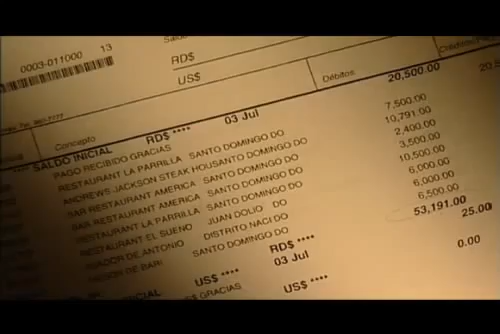 0003-011000 13
Saldo
RD$
US$
Concepto
Débitos
SALDO INICIAL RD$ **** 03 Jul 20,500.00
PAGO RECIBIDO GRACIAS
RESTAURANT LA PARRILLA SANTO DOMINGO DO 7,500.00
ANDREWS JACKSON STEAK HOUSANTO DOMINGO DO 10,791.00
BAR RESTAURANT AMERICA SANTO DOMINGO DO 2,400.00
BAR RESTAURANT AMERICA SANTO DOMINGO DO 3,500.00
RESTAURANT LA PARRILLA SANTO DOMINGO DO 10,500.00
RESTAURANT EL SUEÑO JUAN DOLIO DO 6,000.00
DE ANTONIO DISTRITO NACI DO 6,000.00
DE BARI SANTO DOMINGO DO 6,500.00
53,191.00
RD$ ****
03 Jul 25.00
US$ ****
GRACIAS US$ **** 0.00